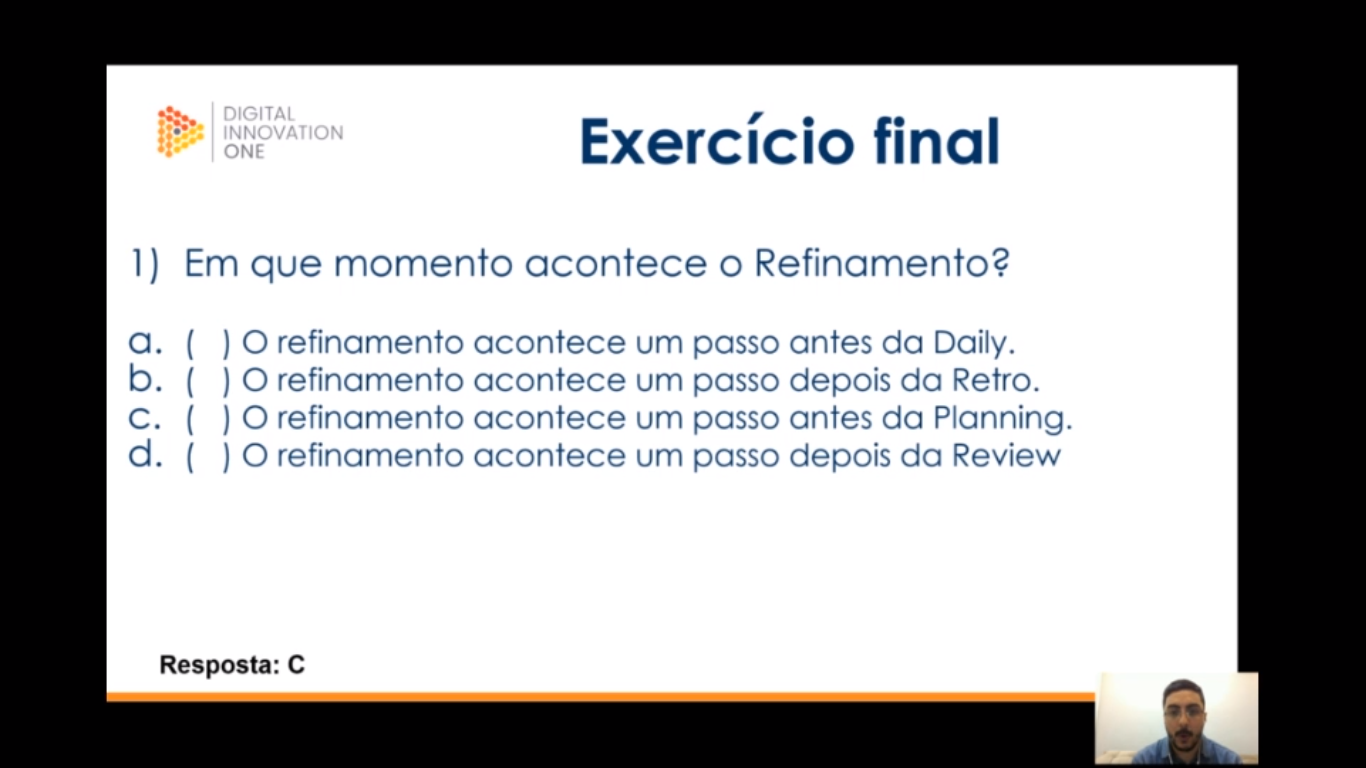 DIGITAL
INNOVATION
ONE
Exercício final
1) Em que momento acontece o Refinamento?
a. ( ) O refinamento acontece um passo antes da Daily.
b. ( ) O refinamento acontece um passo depois da Retro.
c. ( ) O refinamento acontece um passo antes da Planning.
d. ( ) O refinamento acontece um passo depois da Review
Resposta: C